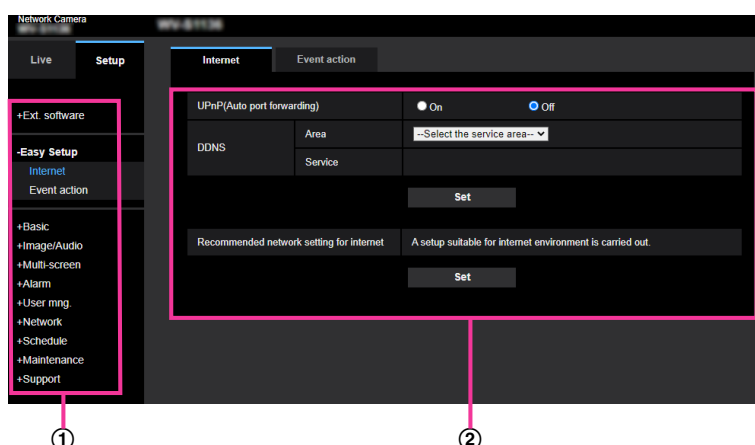 Network Camera
Live
Setup
+Ext. software
-Easy Setup
Internet
Event action
+Basic
+Image/Audio
+Multi-screen
+Alarm
+User mng.
+Network
+Schedule
+Maintenance
+Support
Internet
Event action
UPnP(Auto port forwarding)
On
Off
DDNS
Area
--Select the service area--
Service
Set
Recommended network setting for internet
A setup suitable for internet environment is carried out.
Set
①
②